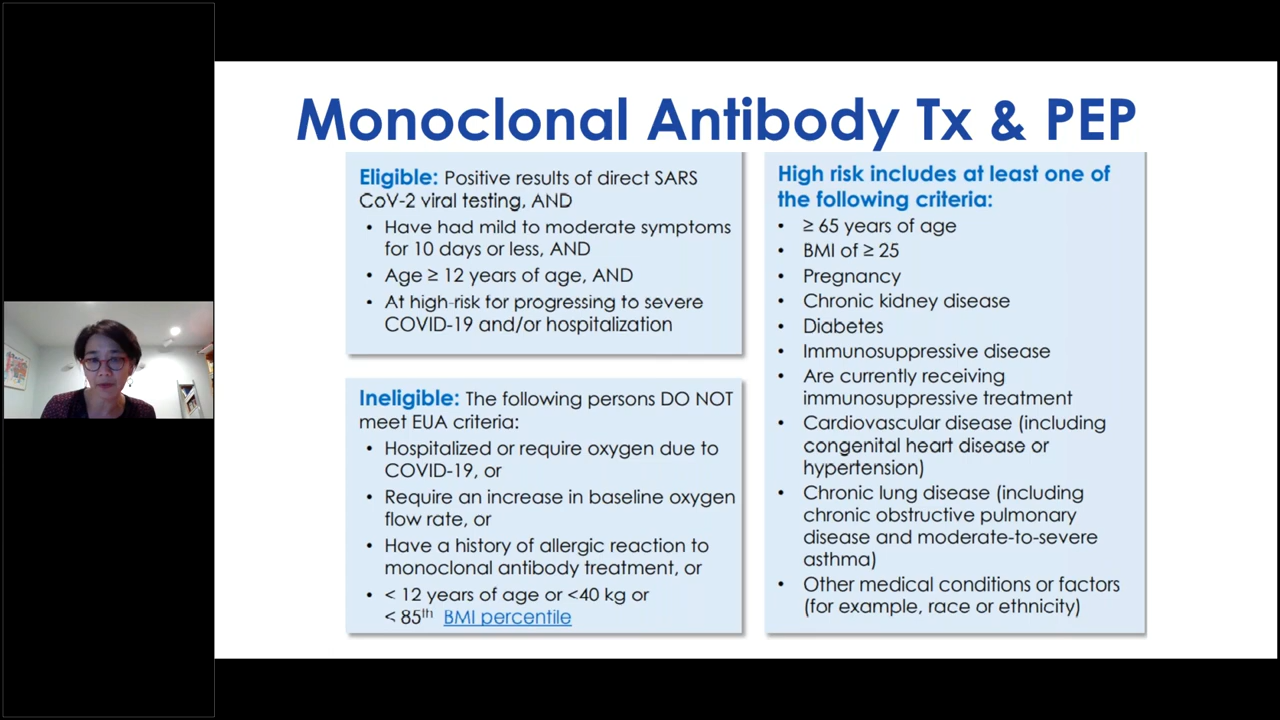 Monoclonal Antibody Tx & PEP
Eligible: Positive results of direct SARS
CoV-2 viral testing, AND
• Have had mild to moderate symptoms
for 10 days or less, AND
• Age ≥ 12 years of age, AND
• At high-risk for progressing to severe
COVID-19 and/or hospitalization
Ineligible: The following persons DO NOT
meet EUA criteria:
• Hospitalized or require oxygen due to
COVID-19, or
• Require an increase in baseline oxygen
flow rate, or
• Have a history of allergic reaction to
monoclonal antibody treatment, or
• < 12 years of age or <40 kg or
< 85th BMI percentile
High risk includes at least one of
the following criteria:
• ≥ 65 years of age
• BMI of ≥ 25
• Pregnancy
• Chronic kidney disease
• Diabetes
• Immunosuppressive disease
• Are currently receiving
immunosuppressive treatment
• Cardiovascular disease (including
congenital heart disease or
hypertension)
• Chronic lung disease (including
chronic obstructive pulmonary
disease and moderate-to-severe
asthma)
• Other medical conditions or factors
(for example, race or ethnicity)